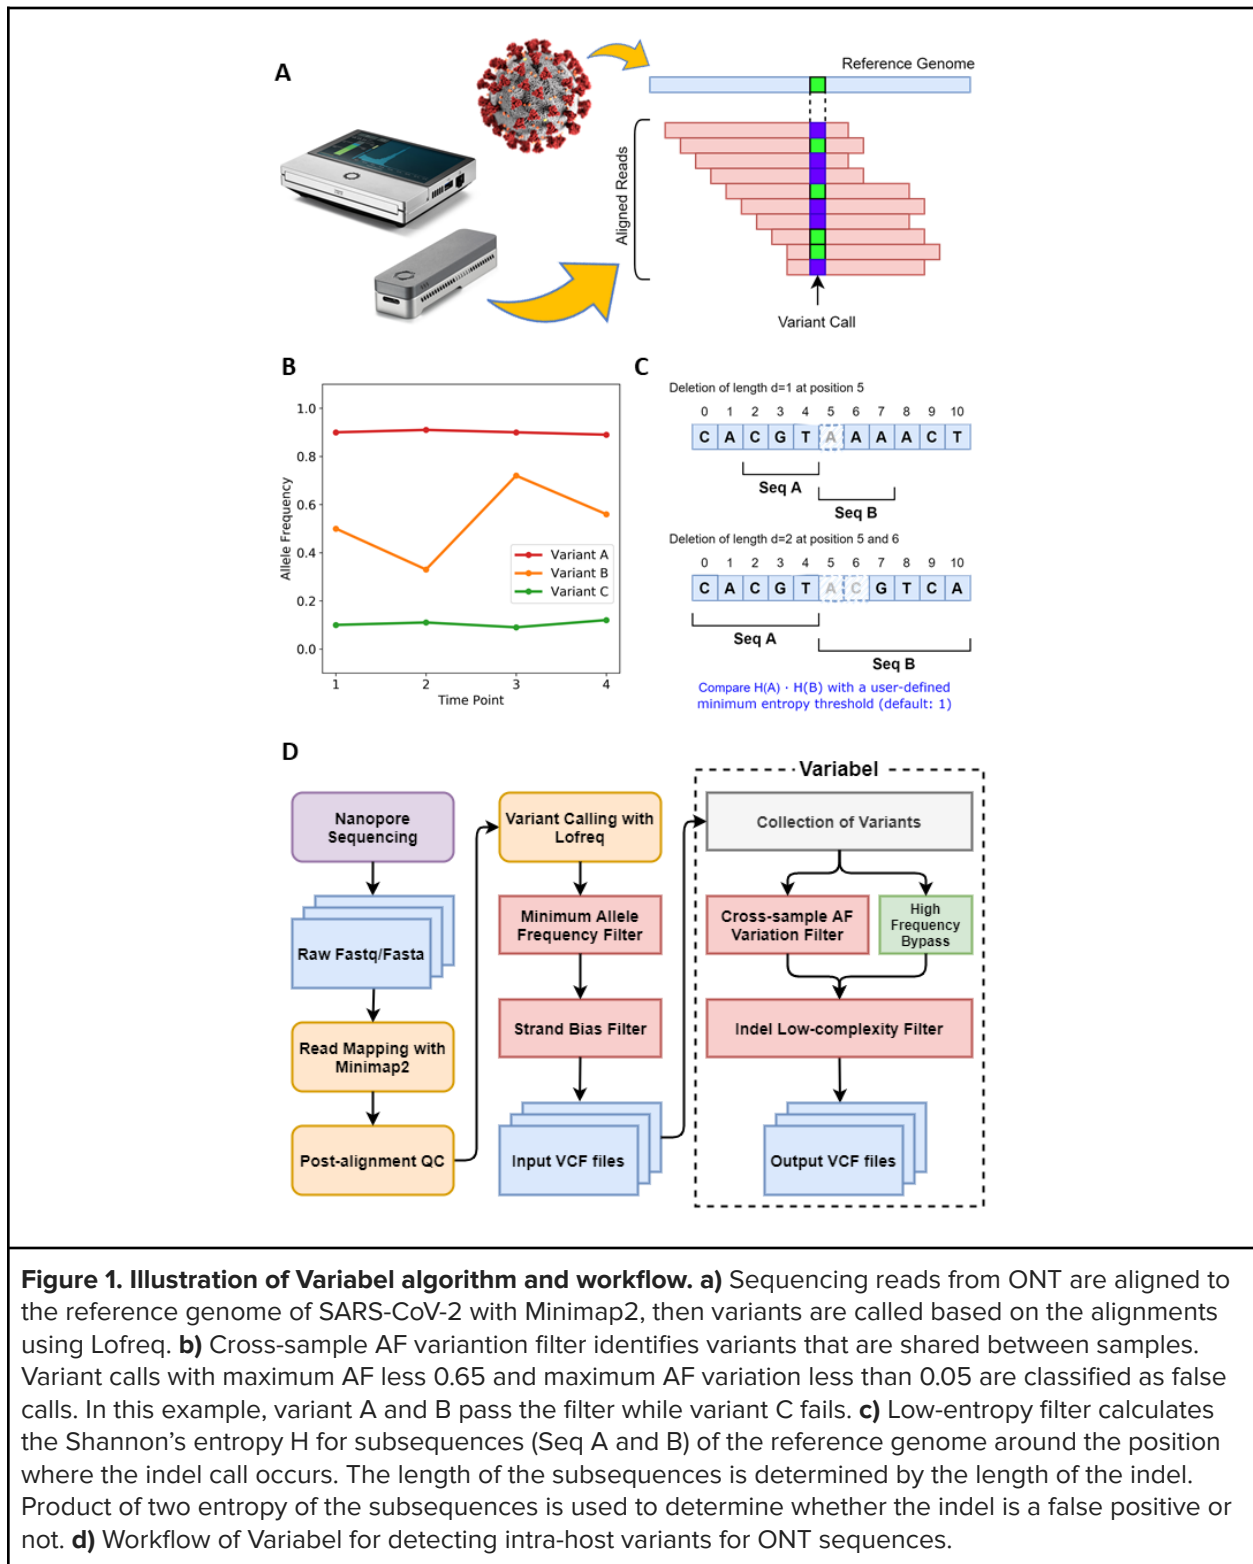 A
Reference Genome
Aligned Reads
Variant Call
B
Allele Frequency
1.0
0.8
0.6
0.4
0.2
0.0
Variant A
Variant B
Variant C
1 2 3 4
Time Point
C
Deletion of length d=1 at position 5
0 1 2 3 4 5 6 7 8 9 10
C A C G T A A A A C T
Seq A
Seq B
Deletion of length d=2 at position 5 and 6
0 1 2 3 4 5 6 7 8 9 10
C A C G T A C G T C A
Seq A
Seq B
Compare H(A) · H(B) with a user-defined
minimum entropy threshold (default: 1)
D
Nanopore
Sequencing
Raw Fastq/Fasta
Read Mapping with
Minimap2
Post-alignment QC
Variant Calling with
Lofreq
Minimum Allele
Frequency Filter
Strand Bias Filter
Input VCF files
Variabel
Collection of Variants
Cross-sample AF
Variation Filter
High
Frequency
Bypass
Indel Low-complexity Filter
Output VCF files
Figure 1. Illustration of Variabel algorithm and workflow. a) Sequencing reads from ONT are aligned to
the reference genome of SARS-CoV-2 with Minimap2, then variants are called based on the alignments
using Lofreq. b) Cross-sample AF variantion filter identifies variants that are shared between samples.
Variant calls with maximum AF less 0.65 and maximum AF variation less than 0.05 are classified as false
calls. In this example, variant A and B pass the filter while variant C fails. c) Low-entropy filter calculates
the Shannon’s entropy H for subsequences (Seq A and B) of the reference genome around the position
where the indel call occurs. The length of the subsequences is determined by the length of the indel.
Product of two entropy of the subsequences is used to determine whether the indel is a false positive or
not. d) Workflow of Variabel for detecting intra-host variants for ONT sequences.